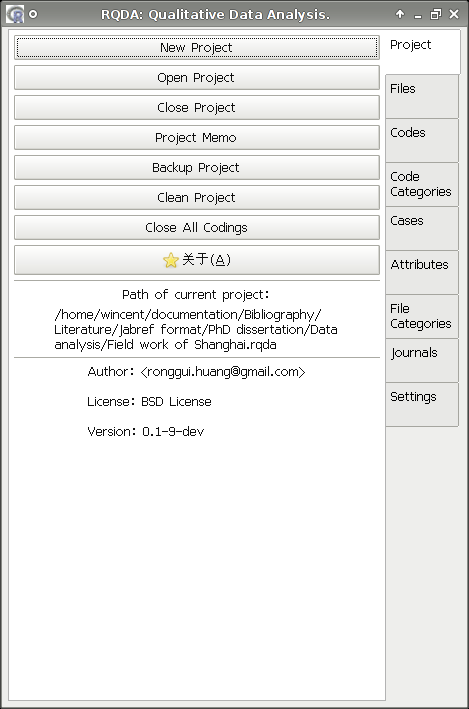 RQDA: Qualitative Data Analysis.
New Project
Open Project
Close Project
Project Memo
Backup Project
Clean Project
Close All Codings
关于(A)
Path of current project:
/home/wincent/documentation/Bibliography/
Literature/Jabref format/PhD dissertation/Data
analysis/Field work of Shanghai.rqda
Author: <ronggui.huang@gmail.com>
License: BSD License
Version: 0.1-9-dev
Project
Files
Codes
Code
Categories
Cases
Attributes
File
Categories
Journals
Settings